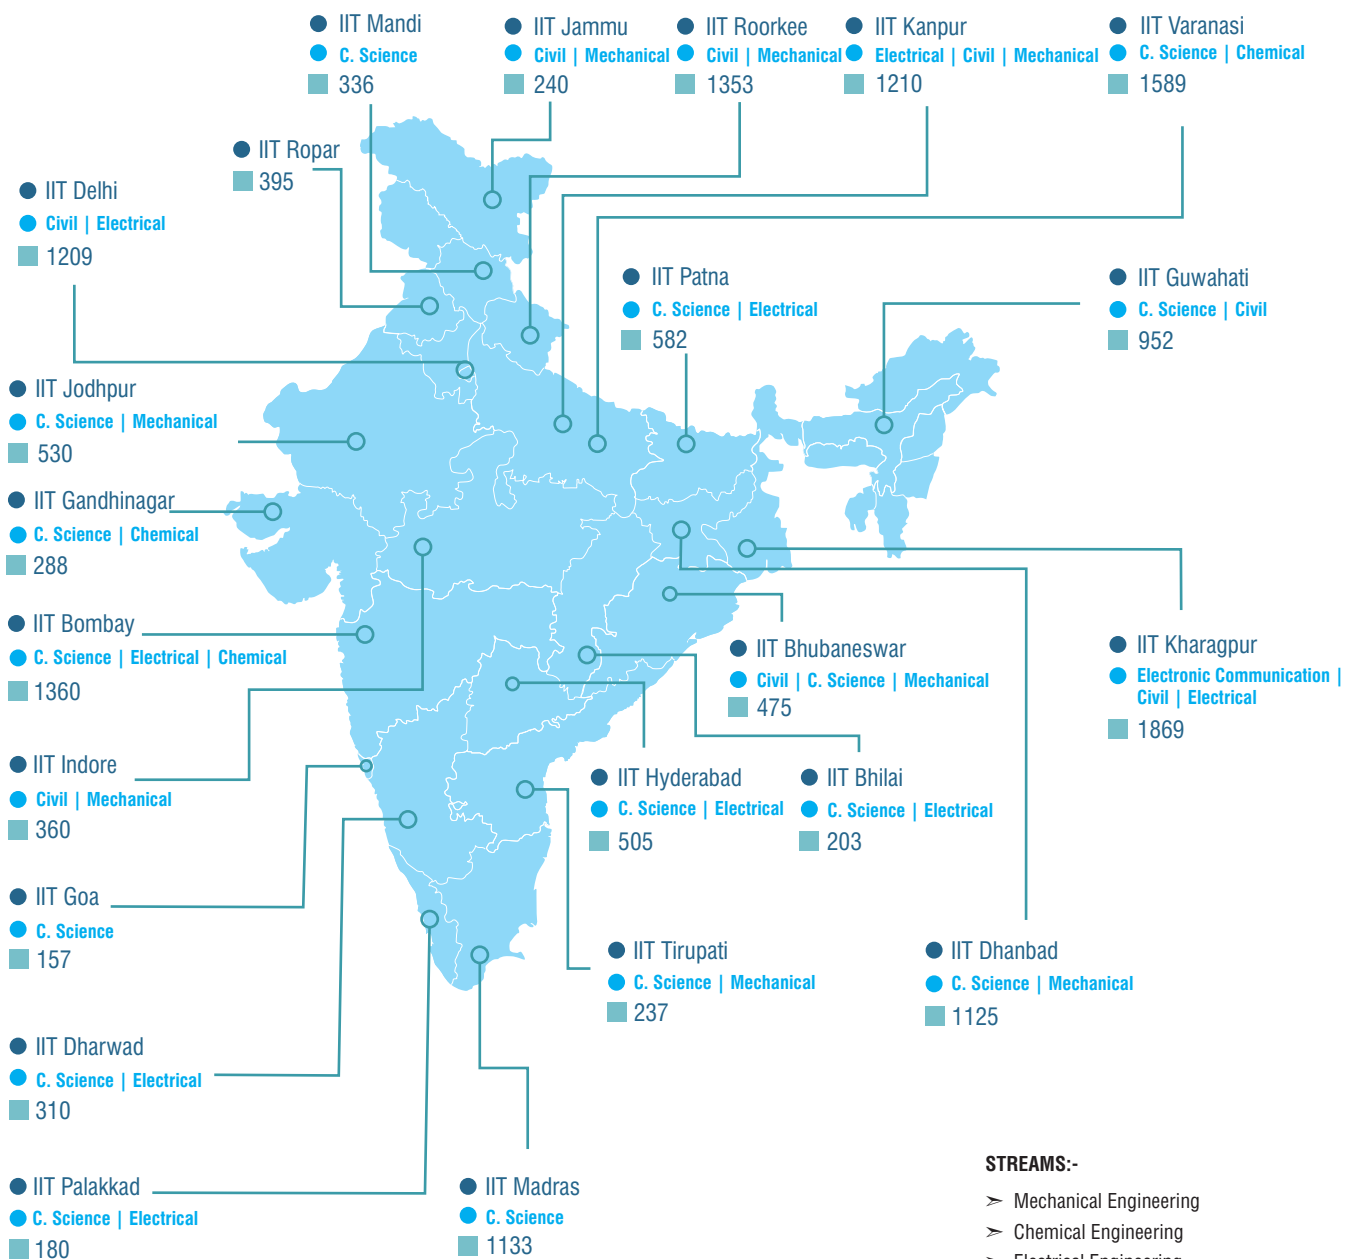 IIT Mandi
C. Science
336
IIT Jammu
Civil | Mechanical
240
IIT Roorkee
Civil | Mechanical
1353
IIT Kanpur
Electrical | Civil | Mechanical
1210
IIT Varanasi
C. Science | Chemical
1589
IIT Ropar
395
IIT Delhi
Civil | Electrical
1209
IIT Patna
C. Science | Electrical
582
IIT Guwahati
C. Science | Civil
952
IIT Jodhpur
C. Science | Mechanical
530
IIT Gandhinagar
C. Science | Chemical
288
IIT Bombay
C. Science | Electrical | Chemical
1360
IIT Bhubaneswar
Civil | C. Science | Mechanical
475
IIT Kharagpur
Electronic Communication |
Civil | Electrical
1869
IIT Indore
Civil | Mechanical
360
IIT Hyderabad
C. Science | Electrical
505
IIT Bhilai
C. Science | Electrical
203
IIT Goa
C. Science
157
IIT Tirupati
C. Science | Mechanical
237
IIT Dhanbad
C. Science | Mechanical
1125
IIT Dharwad
C. Science | Electrical
310
IIT Palakkad
C. Science | Electrical
180
IIT Madras
C. Science
1133
STREAMS:-
➢ Mechanical Engineering
➢ Chemical Engineering
➢ Electrical Engineering